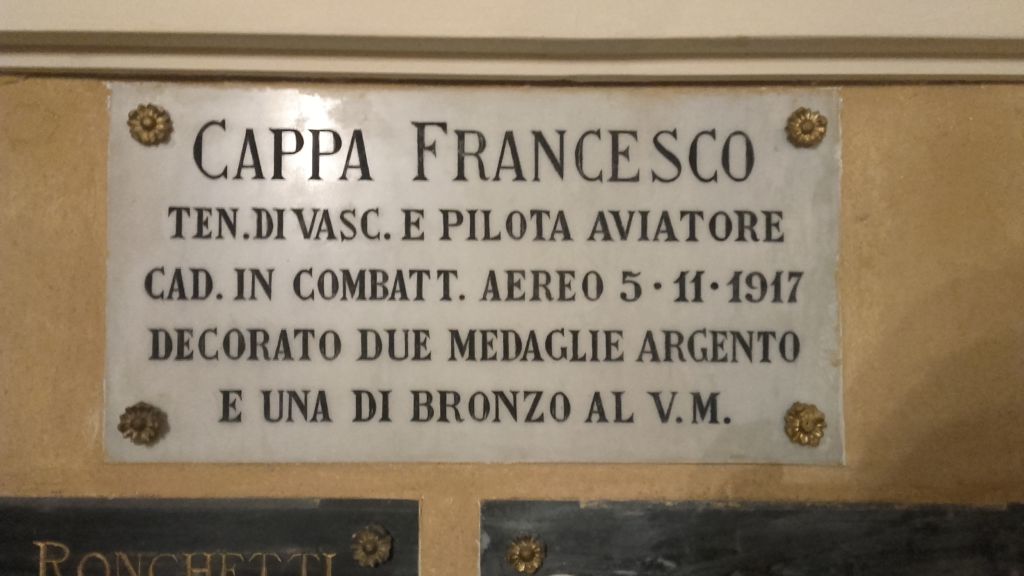 CAPPA FRANCESCO
TEN. DI VASC. E PILOTA AVIATORE
CAD. IN COMBATT. AEREO 5·11·1917
DECORATO DUE MEDAGLIE ARGENTO
E UNA DI BRONZO AL V.M.
RONCHETTI